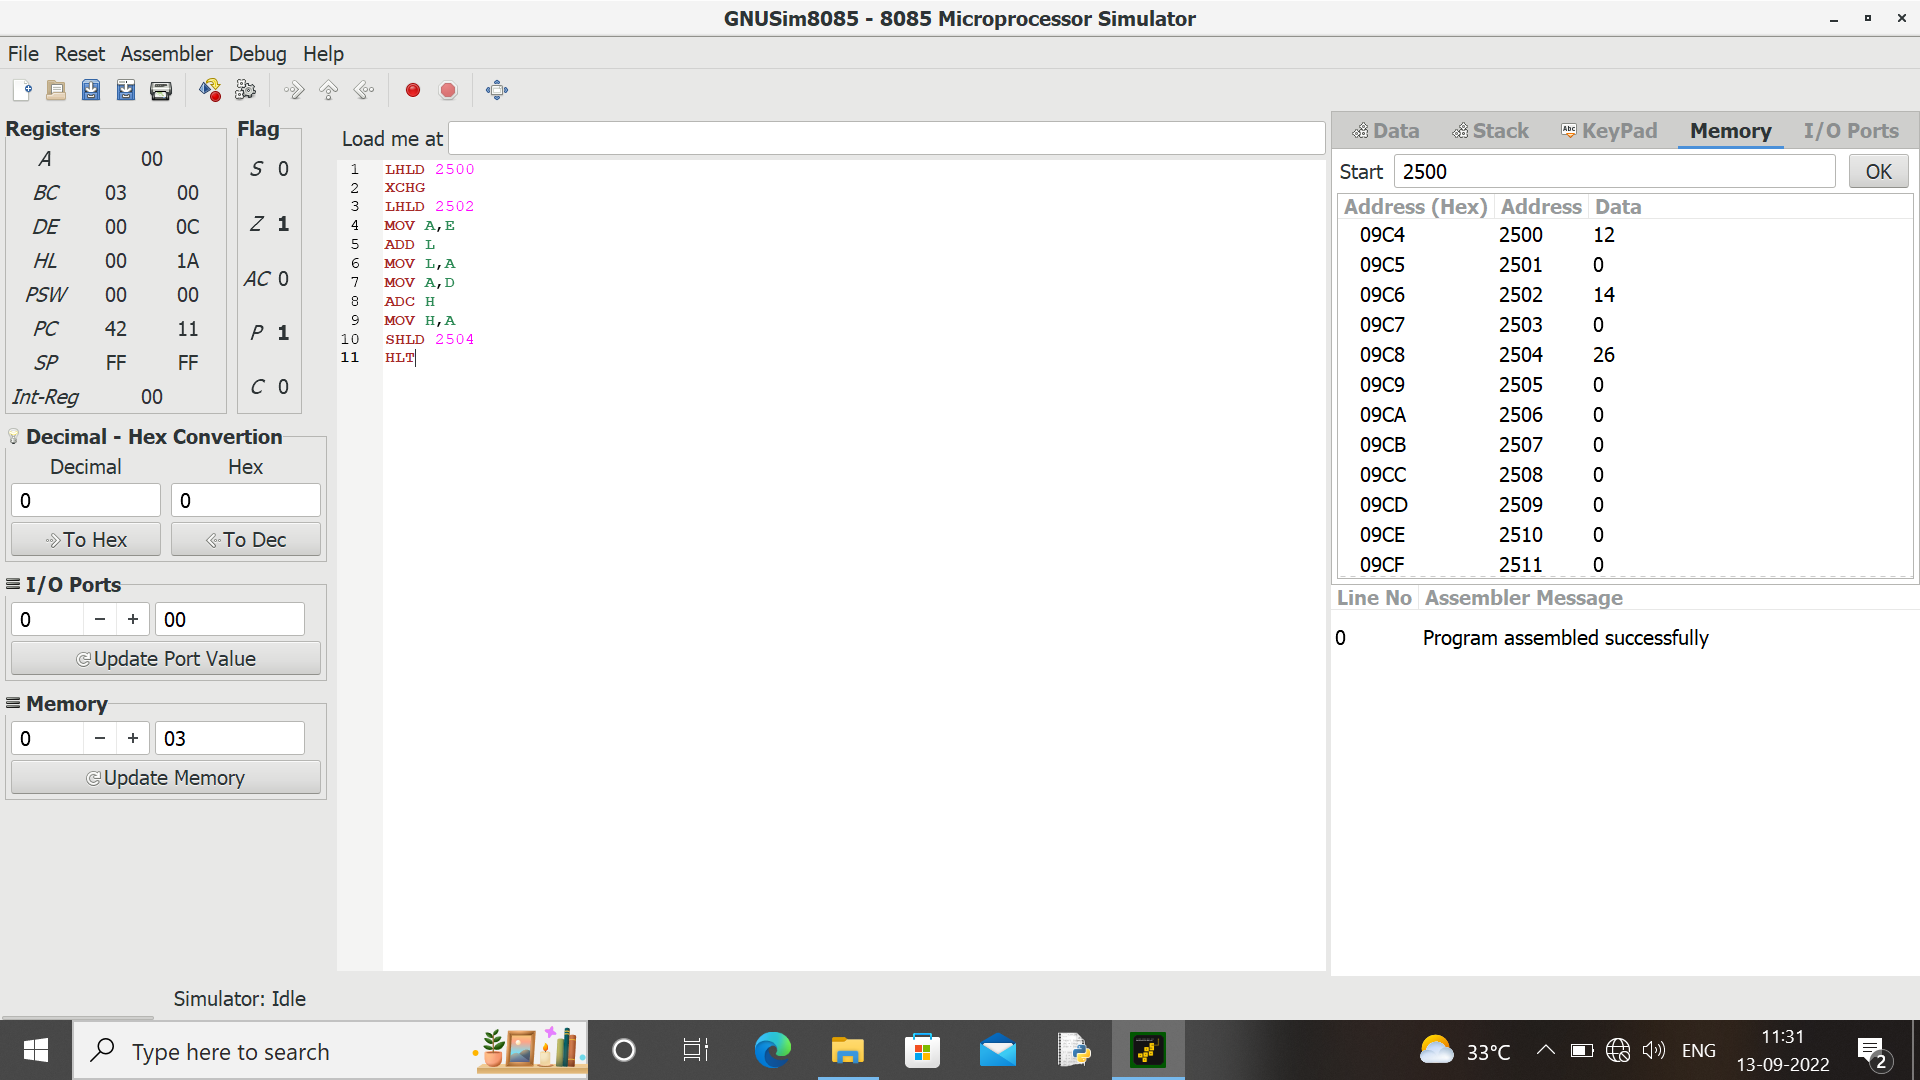 GNUSim8085 - 8085 Microprocessor Simulator
File Reset Assembler Debug Help
Registers
A 00
BC 03 00
DE 00 0C
HL 00 1A
PSW 00 00
PC 42 11
SP FF FF
Int-Reg 00
Flag
S 0
Z 1
AC 0
P 1
C 0
Decimal - Hex Convertion
Decimal Hex
0 0
To Hex To Dec
I/O Ports
0 − + 00
Update Port Value
Memory
0 − + 03
Update Memory
Load me at
1 LHLD 2500
2 XCHG
3 LHLD 2502
4 MOV A,E
5 ADD L
6 MOV L,A
7 MOV A,D
8 ADC H
9 MOV H,A
10 SHLD 2504
11 HLT
Data Stack Abc KeyPad Memory I/O Ports
Start 2500 OK
Address (Hex) Address Data
09C4 2500 12
09C5 2501 0
09C6 2502 14
09C7 2503 0
09C8 2504 26
09C9 2505 0
09CA 2506 0
09CB 2507 0
09CC 2508 0
09CD 2509 0
09CE 2510 0
09CF 2511 0
Line No Assembler Message
0 Program assembled successfully
Simulator: Idle
Type here to search
33°C ENG
11:31
13-09-2022
2